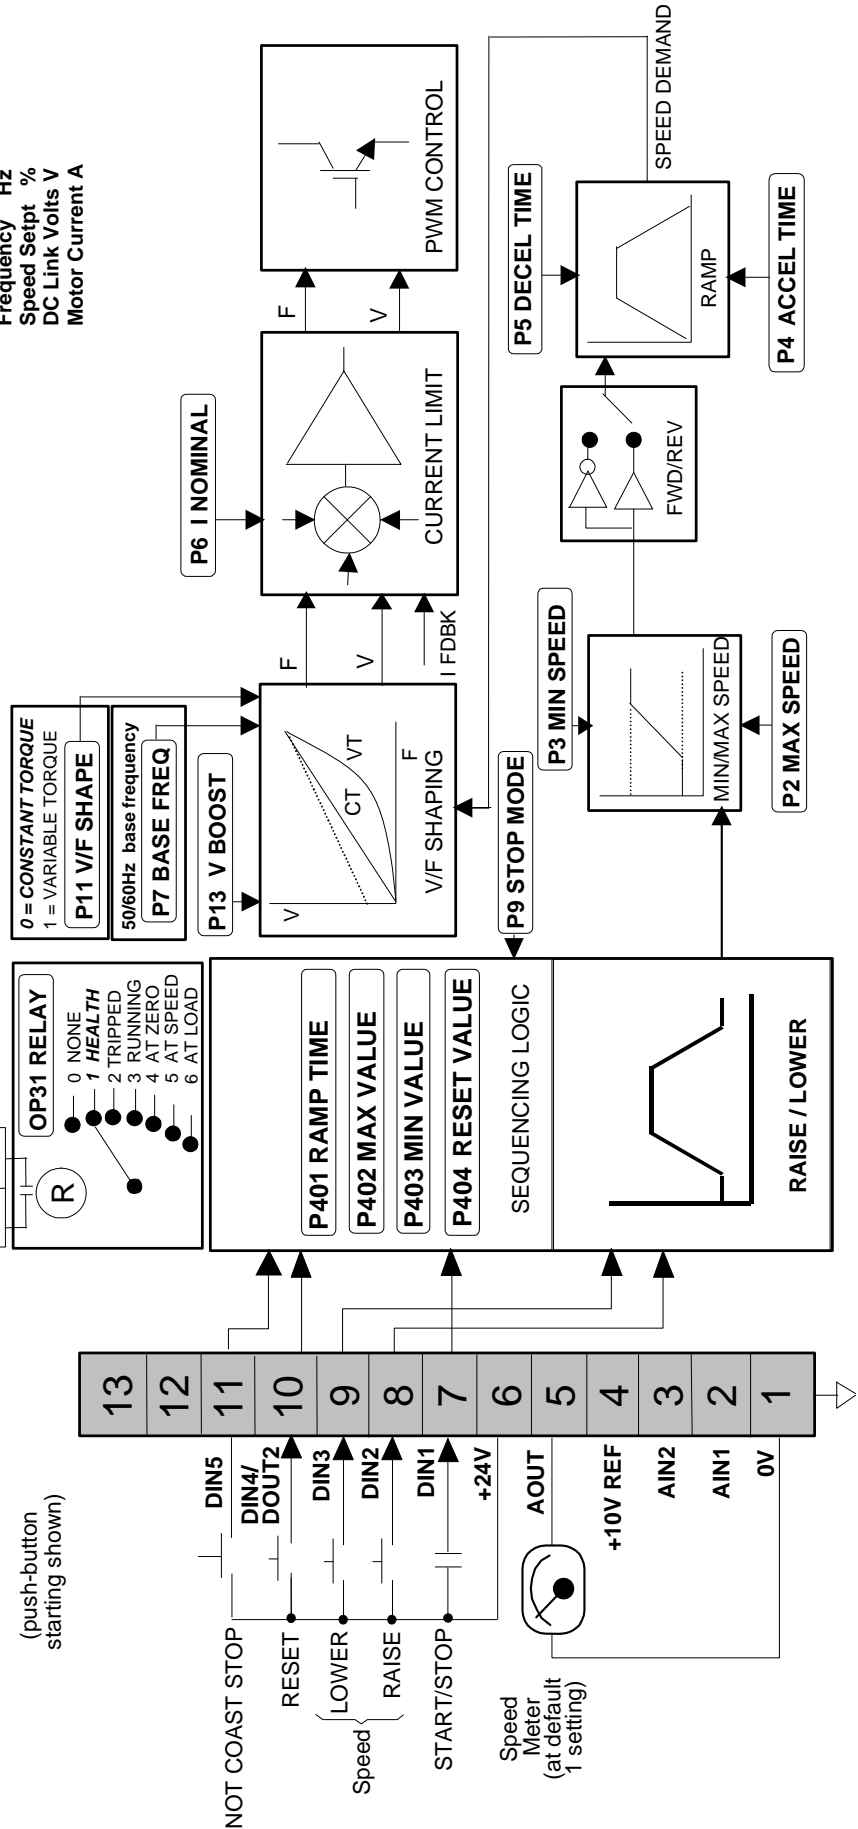 (push-button
starting shown)
Frequency Hz
Speed Setpt %
DC Link Volts V
Motor Current A
NOT COAST STOP
RESET
LOWER
RAISE
Speed
START/STOP
Speed
Meter
(at default
1 setting)
DIN5
DIN4/
DOUT2
DIN3
DIN2
DIN1
+24V
AOUT
+10V REF
AIN2
AIN1
0V
13
12
11
10
9
8
7
6
5
4
3
2
1
R
OP31 RELAY
0 NONE
1 HEALTH
2 TRIPPED
3 RUNNING
4 AT ZERO
5 AT SPEED
6 AT LOAD
P401 RAMP TIME
P402 MAX VALUE
P403 MIN VALUE
P404 RESET VALUE
SEQUENCING LOGIC
RAISE / LOWER
P9 STOP MODE
0 = CONSTANT TORQUE
1 = VARIABLE TORQUE
P11 V/F SHAPE
50/60Hz base frequency
P7 BASE FREQ
P13 V BOOST
V
CT
VT
F
V/F SHAPING
F
V
I FDBK
P6 I NOMINAL
CURRENT LIMIT
F
V
PWM CONTROL
P3 MIN SPEED
MIN/MAX SPEED
P2 MAX SPEED
FWD/REV
P5 DECEL TIME
RAMP
P4 ACCEL TIME
SPEED DEMAND